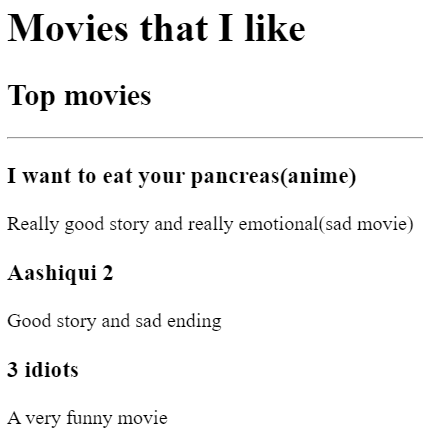 Movies that I like
Top movies
I want to eat your pancreas(anime)
Really good story and really emotional(sad movie)
Aashiqui 2
Good story and sad ending
3 idiots
A very funny movie